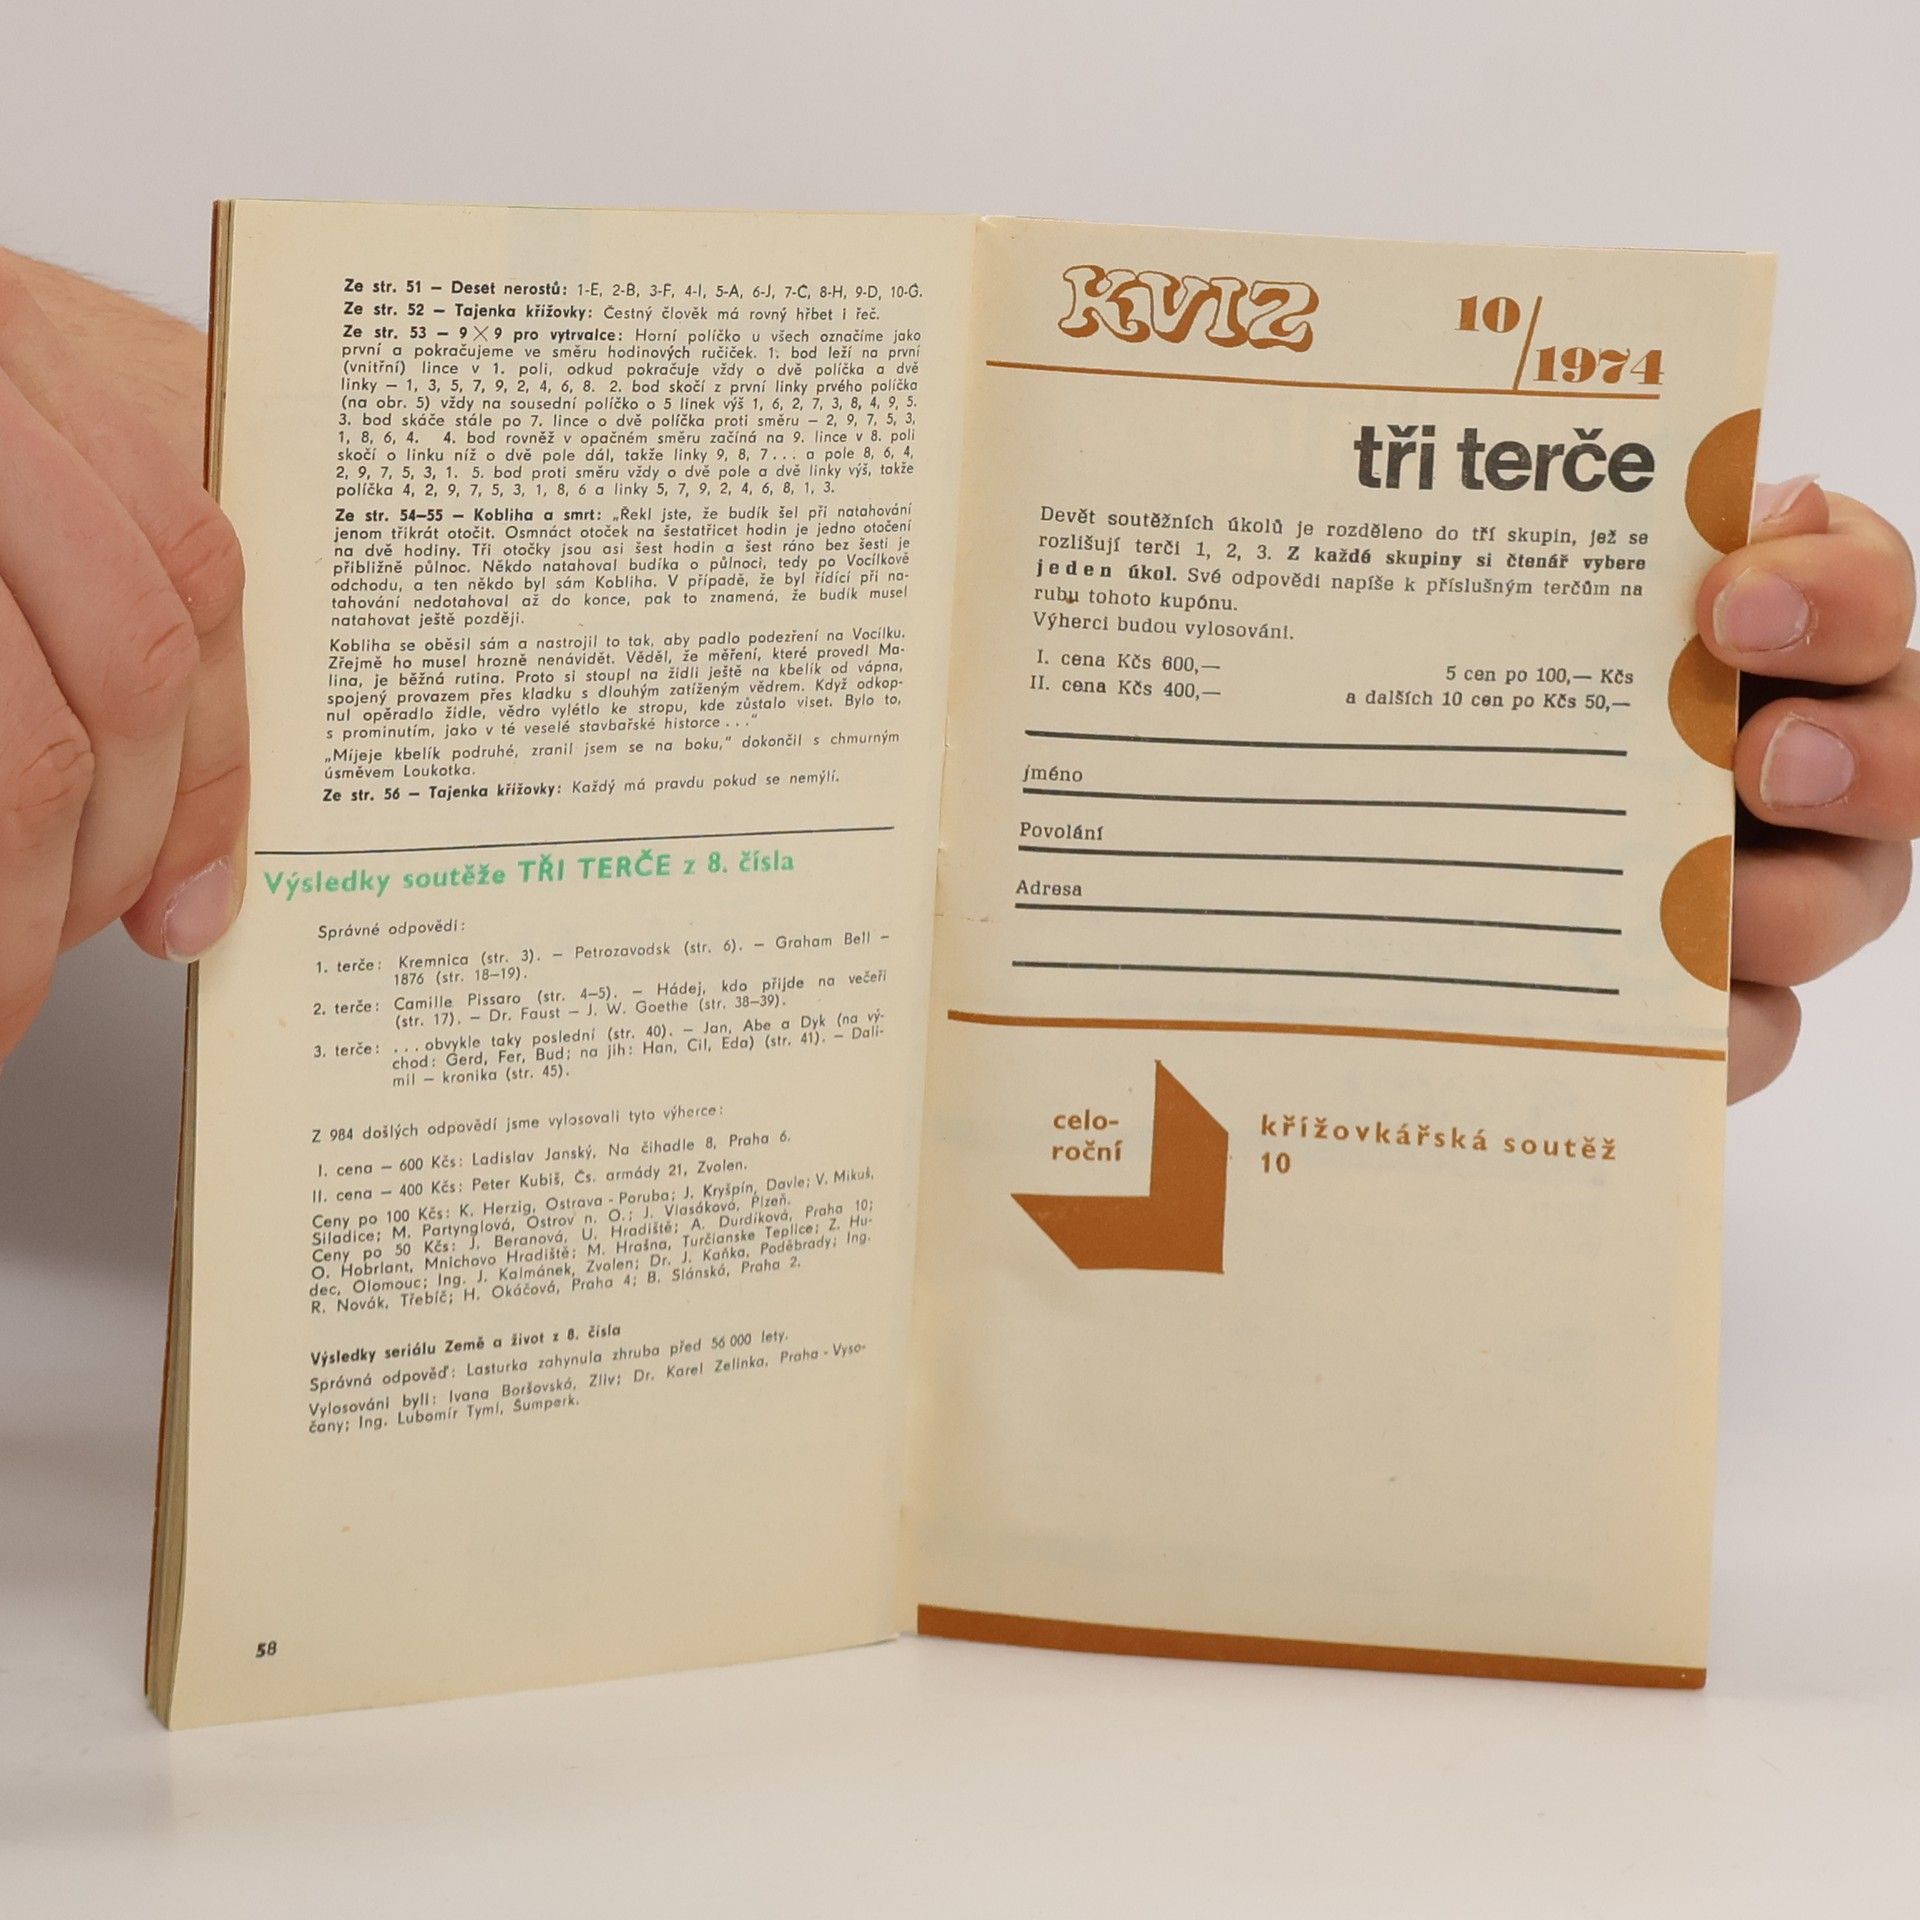 Ze str. 51 – Deset nerostů: 1-E, 2-B, 3-F, 4-I, 5-A, 6-J, 7-C, 8-H, 9-D, 10-G.
Ze str. 52 – Tajenka křížovky: Čestný člověk má rovný hřbet i řeč.
Ze str. 53 – 9×9 pro vytrvalce: Horní políčko u všech označíme jako
první a pokračujeme ve směru hodinových ručiček. 1. bod leží na první
(vnitřní) lince v 1. poli, odkud pokračuje vždy o dvě políčka a dvě
linky – 1, 3, 5, 7, 9, 2, 4, 6, 8. 2. bod skočí z první linky prvého políčka
(na obr. 5) vždy na sousední políčko o 5 linek výš 1, 6, 2, 7, 3, 8, 4, 9, 5.
3. bod skáče stále po 7. lince o dvě políčka proti směru – 2, 9, 7, 5, 3,
1, 8, 6, 4. 4. bod rovněž v opačném směru začíná na 9. lince v 8. poli
skočí o linku níž o dvě pole dál, takže linky 9, 8, 7... a pole 8, 6, 4,
2, 9, 7, 5, 3, 1. 5. bod proti směru vždy o dvě pole a dvě linky výš, takže
políčka 4, 2, 9, 7, 5, 3, 1, 8, 6 a linky 5, 7, 9, 2, 4, 6, 8, 1, 3.
Ze str. 54–55 – Kobliha a smrt: „Řekl jste, že budík šel při natahování
jenom třikrát otočit. Osmnáct otoček na šestatřicet hodin je jedno otočení
na dvě hodiny. Tři otočky jsou asi šest hodin a šest ráno bez šesti je
přibližně půlnoc. Někdo natahoval budíka o půlnoci, tedy po Vocílkově
odchodu, a ten někdo byl sám Kobliha. V případě, že byl řídící při na-
tahování nedotahoval až do konce, pak to znamená, že budík musel
natahovat ještě později.
Kobliha se oběsil sám a nastrojil to tak, aby padlo podezření na Vocílku.
Zřejmě ho musel hrozně nenávidět. Věděl, že měření, které provedl Ma-
lina, je běžná rutina. Proto si stoupl na židli ještě na kbelík od vápna,
spojený provazem přes kladku s dlouhým zatíženým vědrem. Když odkop-
nul opěradlo židle, vědro vylétlo ke stropu, kde zůstalo viset. Bylo to,
s prominutím, jako v té veselé stavbařské historce..."
„Míjeje kbelík podruhé, zranil jsem se na boku," dokončil s chmurným
úsměvem Loukotka.
Ze str. 56 – Tajenka křížovky: Každý má pravdu pokud se nemýlí.
Výsledky soutěže TŘI TERČE z 8. čísla
Správné odpovědi:
1. terče: Kremnica (str. 3). – Petrozavodsk (str. 6). – Graham Bell –
1876 (str. 18–19).
2. terče: Camille Pissaro (str. 4–5). – Hádej, kdo přijde na večeři
(str. 17). – Dr. Faust – J. W. Goethe (str. 38–39).
3. terče: ...obvykle taky poslední (str. 40). – Jan, Abe a Dyk (na vý-
chod: Gerd, Fer, Bud; na jih: Han, Cil, Eda) (str. 41). – Dali-
mil – kronika (str. 45).
Z 984 došlých odpovědí jsme vylosovali tyto výherce:
I. cena – 600 Kčs: Ladislav Janský, Na čihadle 8, Praha 6.
II. cena – 400 Kčs: Peter Kubiš, Čs. armády 21, Zvolen.
Ceny po 100 Kčs: K. Herzig, Ostrava - Poruba; J. Kryšpín, Davle; V. Mikuš,
Siladice; M. Partynglová, Ostrov n. O.; J. Vlasáková, Plzeň.
Ceny po 50 Kčs: J. Beranová, U. Hradiště; A. Durdíková, Praha 10;
O. Hobrlant, Mnichovo Hradiště; M. Hrašna, Turčianske Teplice; Z. Hu-
dec, Olomouc; Ing. J. Kalmánek, Zvolen; Dr. J. Kaňka, Poděbrady; Ing.
R. Novák, Třebíč; H. Okáčová, Praha 4; B. Slánská, Praha 2.
Výsledky seriálu Země a život z 8. čísla
Správná odpověď: Lasturka zahynula zhruba před 56 000 lety.
Vylosováni byli: Ivana Boršovská, Zliv; Dr. Karel Zelinka, Praha - Vyso-
čany; Ing. Lubomír Tyml, Šumperk.
58
KVIZ
10/1974
tři terče
Devět soutěžních úkolů je rozděleno do tří skupin, jež se
rozlišují terči 1, 2, 3. Z každé skupiny si čtenář vybere
jeden úkol. Své odpovědi napíše k příslušným terčům na
rubu tohoto kupónu.
Výherci budou vylosováni.
I. cena Kčs 600,—
5 cen po 100,— Kčs
II. cena Kčs 400,—
a dalších 10 cen po Kčs 50,—
jméno
Povolání
Adresa
celo-
roční
křížovkářská soutěž
10